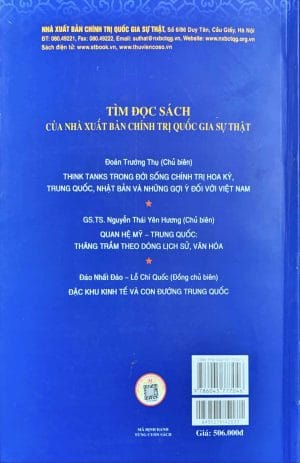 NHÀ XUẤT BẢN CHÍNH TRỊ QUỐC GIA SỰ THẬT, Số 6/86 Duy Tân, Cầu Giấy, Hà Nội
ĐT: 080.49221, Fax: 080.49222, Email: suthat@nxbctqg.vn, Website: www.nxbctqg.org.vn
Sách điện tử: www.stbook.vn, www.thuviencoso.vn
TÌM ĐỌC SÁCH
CỦA NHÀ XUẤT BẢN CHÍNH TRỊ QUỐC GIA SỰ THẬT
Đoàn Trường Thụ (Chủ biên)
THINK TANKS TRONG ĐỜI SỐNG CHÍNH TRỊ HOA KỲ,
TRUNG QUỐC, NHẬT BẢN VÀ NHỮNG GỢI Ý ĐỐI VỚI VIỆT NAM
GS.TS. Nguyễn Thái Yên Hương (Chủ biên)
QUAN HỆ MỸ – TRUNG QUỐC:
THĂNG TRẦM THEO DÒNG LỊCH SỬ, VĂN HÓA
Đào Nhất Đào – Lỗ Chí Quốc (Đồng chủ biên)
ĐẶC KHU KINH TẾ VÀ CON ĐƯỜNG TRUNG QUỐC
MÃ ĐỊNH DANH
TỪNG CUỐN SÁCH
Giá: 506.000đ